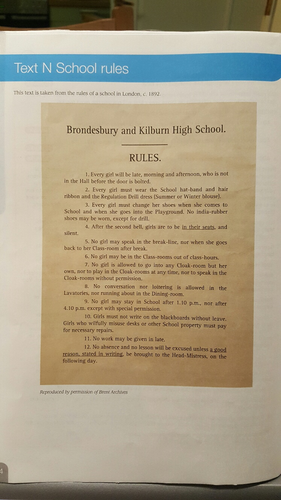 Text N School rules
This text is taken from the rules of a school in London, c. 1892
Brondesbury and Kilburn High School.
RULES.
1. Every girl will be late, morning and afternoon, who is not
in the Hall before the door is bolted.
2. Every girl must wear the School hat-band and hair
ribbon and the Regulation Drill dress (Summer or Winter blouse).
3. Every girl must change her shoes when she comes to
School and when she goes into the Playground. No india-rubber
shoes may be worn, except for drill.
4. After the second bell, girls are to be in their seats, and
silent.
5. No girl may speak in the break-line, nor when she goes
back to her Class-room after break.
6. No girl may be in the Class-rooms out of class-hours.
7. No girl is allowed to go into any Cloak-room but her
own, nor to play in the Cloak-rooms at any time, nor to speak in the
Cloak-rooms without permission.
8. No conversation nor loitering is allowed in the
Lavatories, nor running about in the Dining-room.
9. No girl may stay in School after 1.10 p.m., nor after
4.10 p.m. except with special permission.
10. Girls must not write on the blackboards without leave.
Girls who wilfully misuse desks or other School property must pay
for necessary repairs.
11. No work may be given in late.
12. No absence and no lesson will be excused unless a good
reason, stated in writing, be brought to the Head-Mistress, on the
following day.
Reproduced by permission of Brent Archives